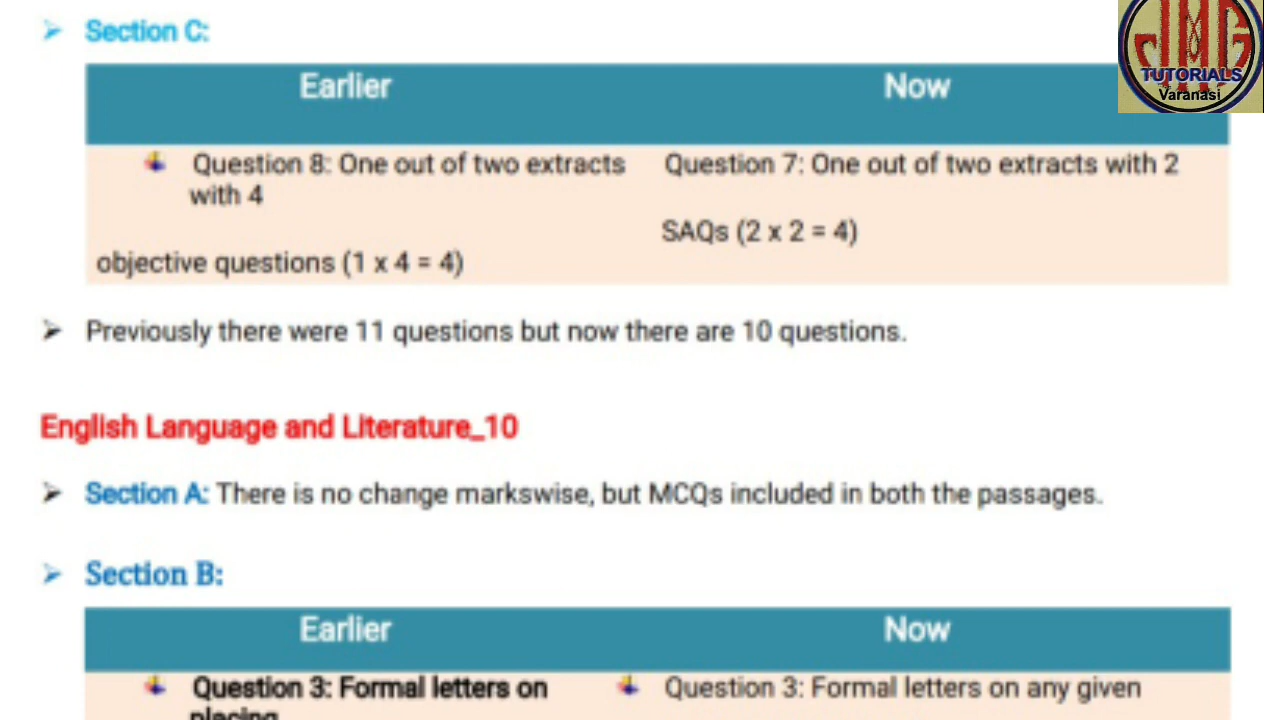 Section C:
JMG
TUTORIALS
Varanasi
Earlier Now
Question 8: One out of two extracts Question 7: One out of two extracts with 2
with 4
SAQs (2 x 2 = 4)
objective questions (1 x 4 = 4)
Previously there were 11 questions but now there are 10 questions.
English Language and Literature_10
Section A: There is no change markswise, but MCQs included in both the passages.
Section B:
Earlier Now
Question 3: Formal letters on Question 3: Formal letters on any given
placing